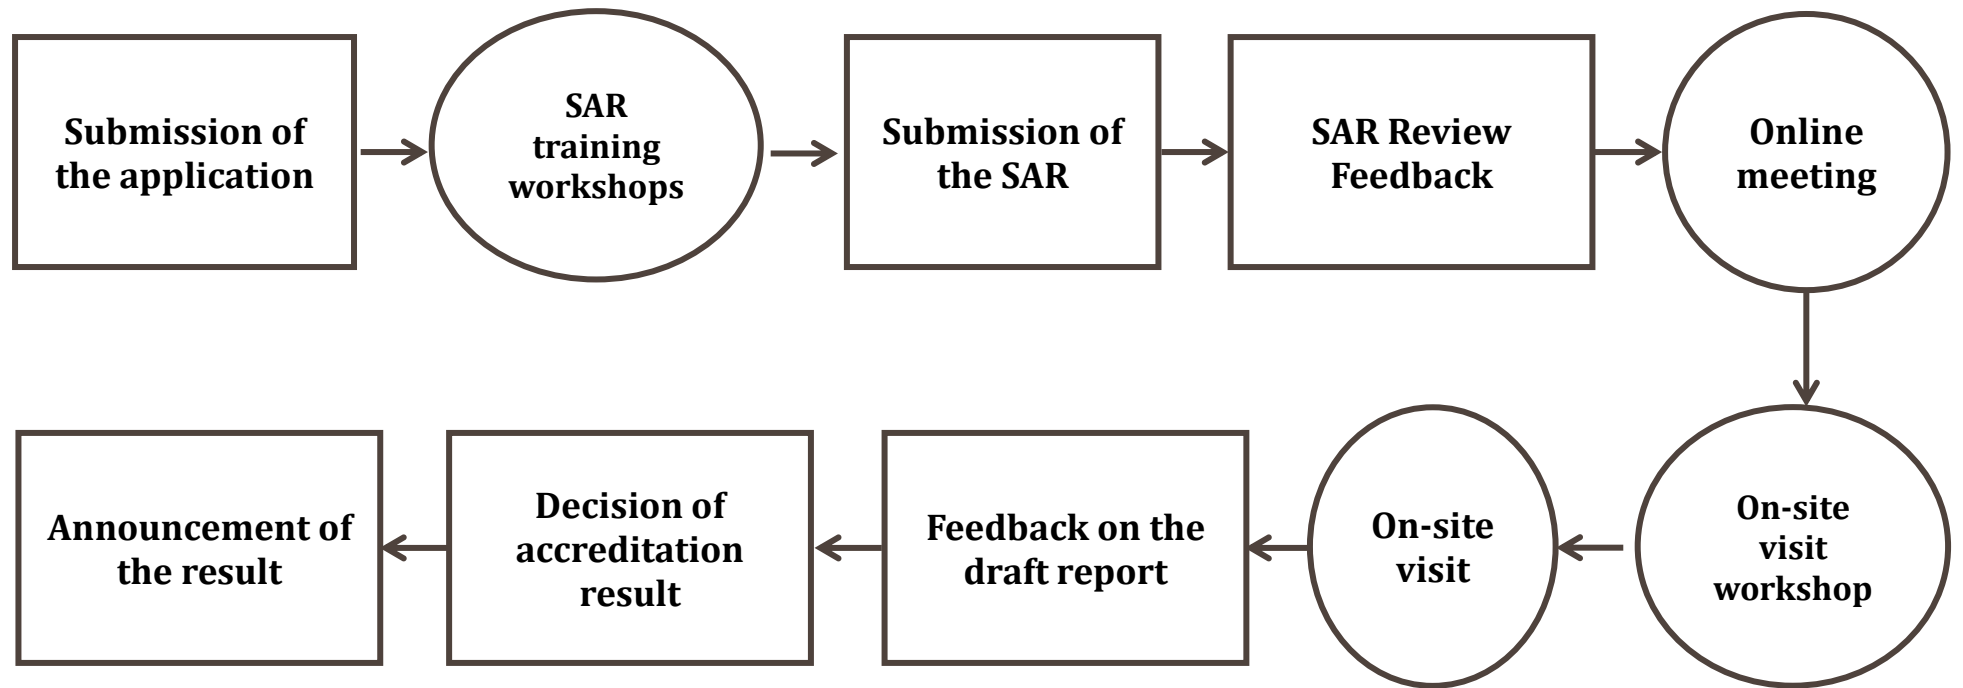 Submission of
the application
SAR
training
workshops
Submission of
the SAR
SAR Review
Feedback
Online
meeting
On-site
visit
workshop
On-site
visit
Feedback on the
draft report
Decision of
accreditation
result
Announcement of
the result